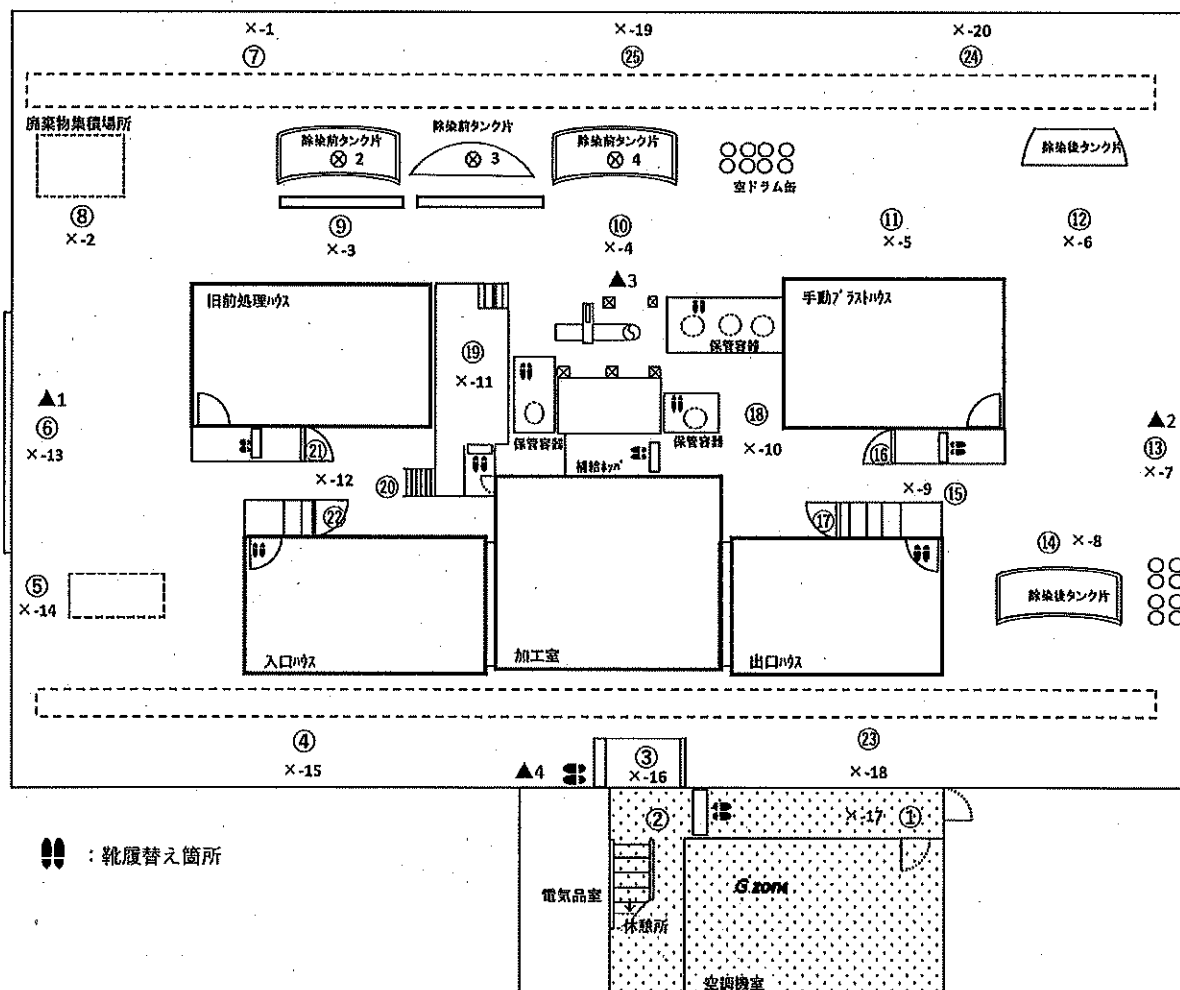 ×-1
×-19
×-20
⑦
㉕
㉔
廃棄物集積場所
除染前タンク片
⊗ 2
除染前タンク片
⊗ 3
除染前タンク片
⊗ 4
空ドラム缶
除染後タンク片
⑧
×-2
⑨
×-3
⑩
×-4
⑪
×-5
⑫
×-6
▲3
旧前処理ハウス
手動ブラストハウス
保管容器
⑲
×-11
▲1
⑥
×-13
保管容器
保管容器
⑱
×-10
▲2
⑬
×-7
㉑
×-12
⑳
補給ホッパ
⑯
×-9
⑮
㉒
⑰
⑭ ×-8
⑤
×-14
除染後タンク片
入口ハウス
加工室
出口ハウス
④
×-15
▲4
③
×-16
㉓
×-18
：靴履替え箇所
②
×-17
①
電気品室
休憩所
G zone
空調機室